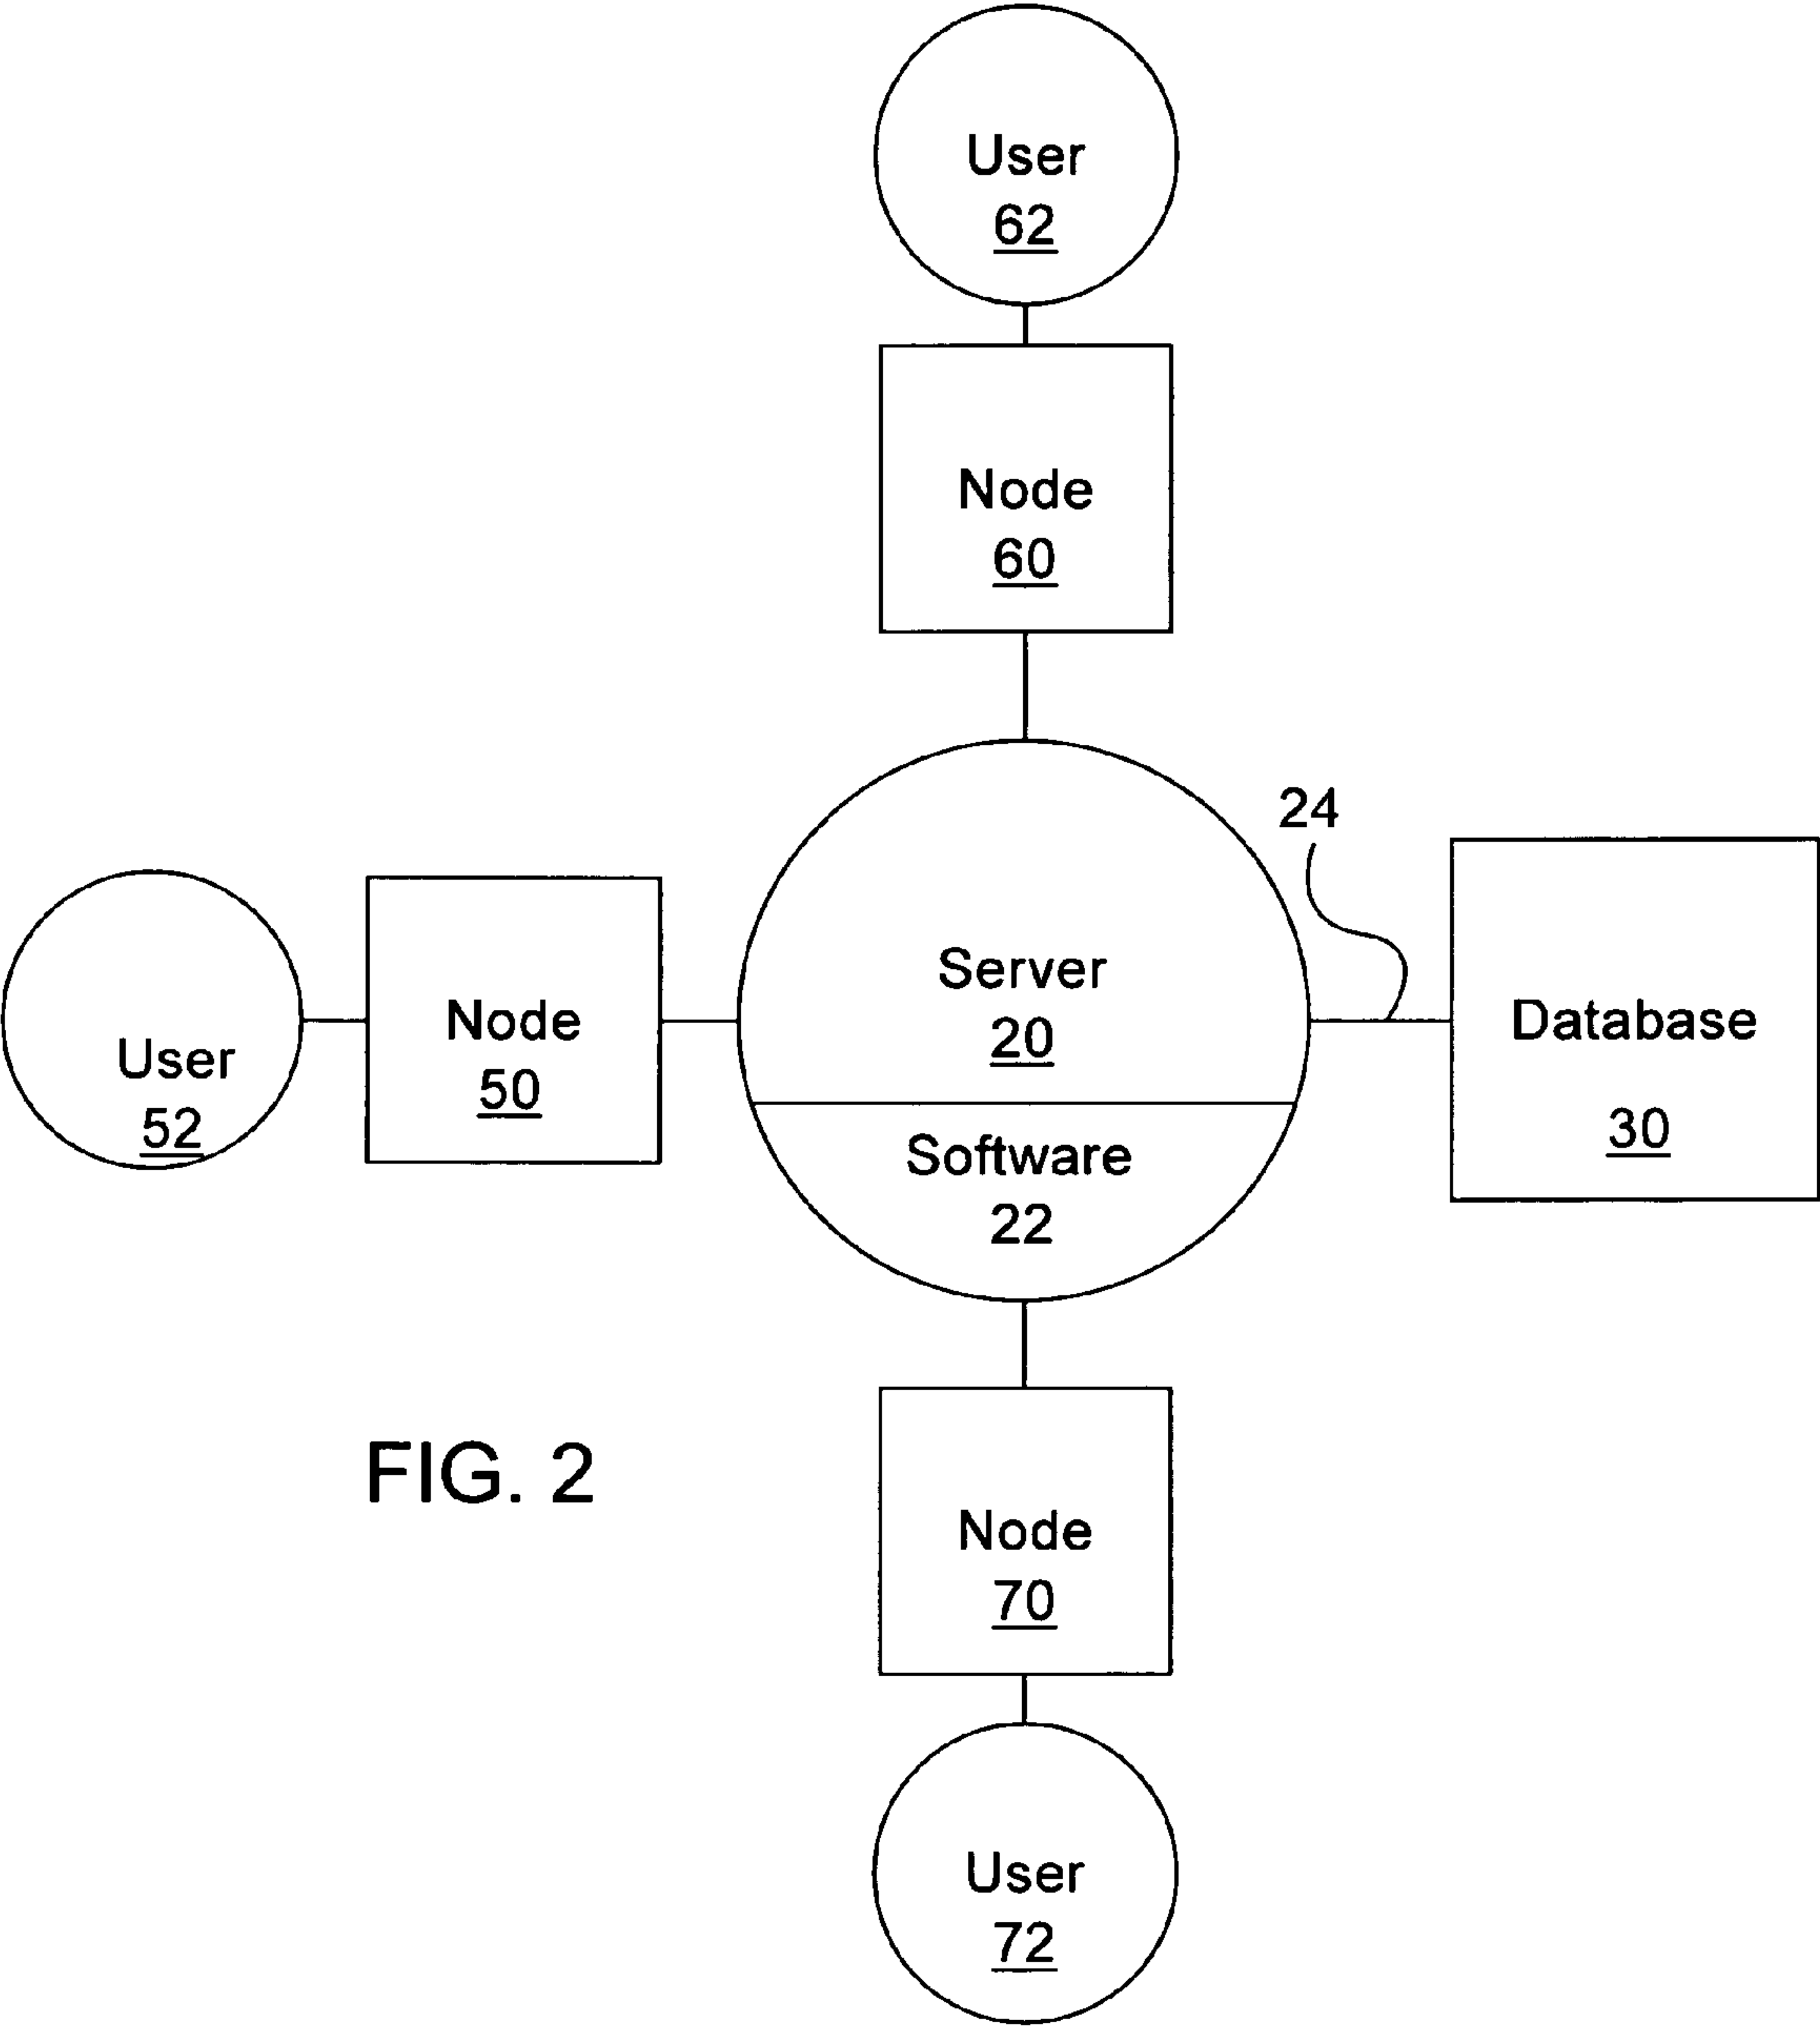 User
62
Node
60
24
Server
20
Database
30
Node
50
User
52
Software
22
FIG. 2
Node
70
User
72